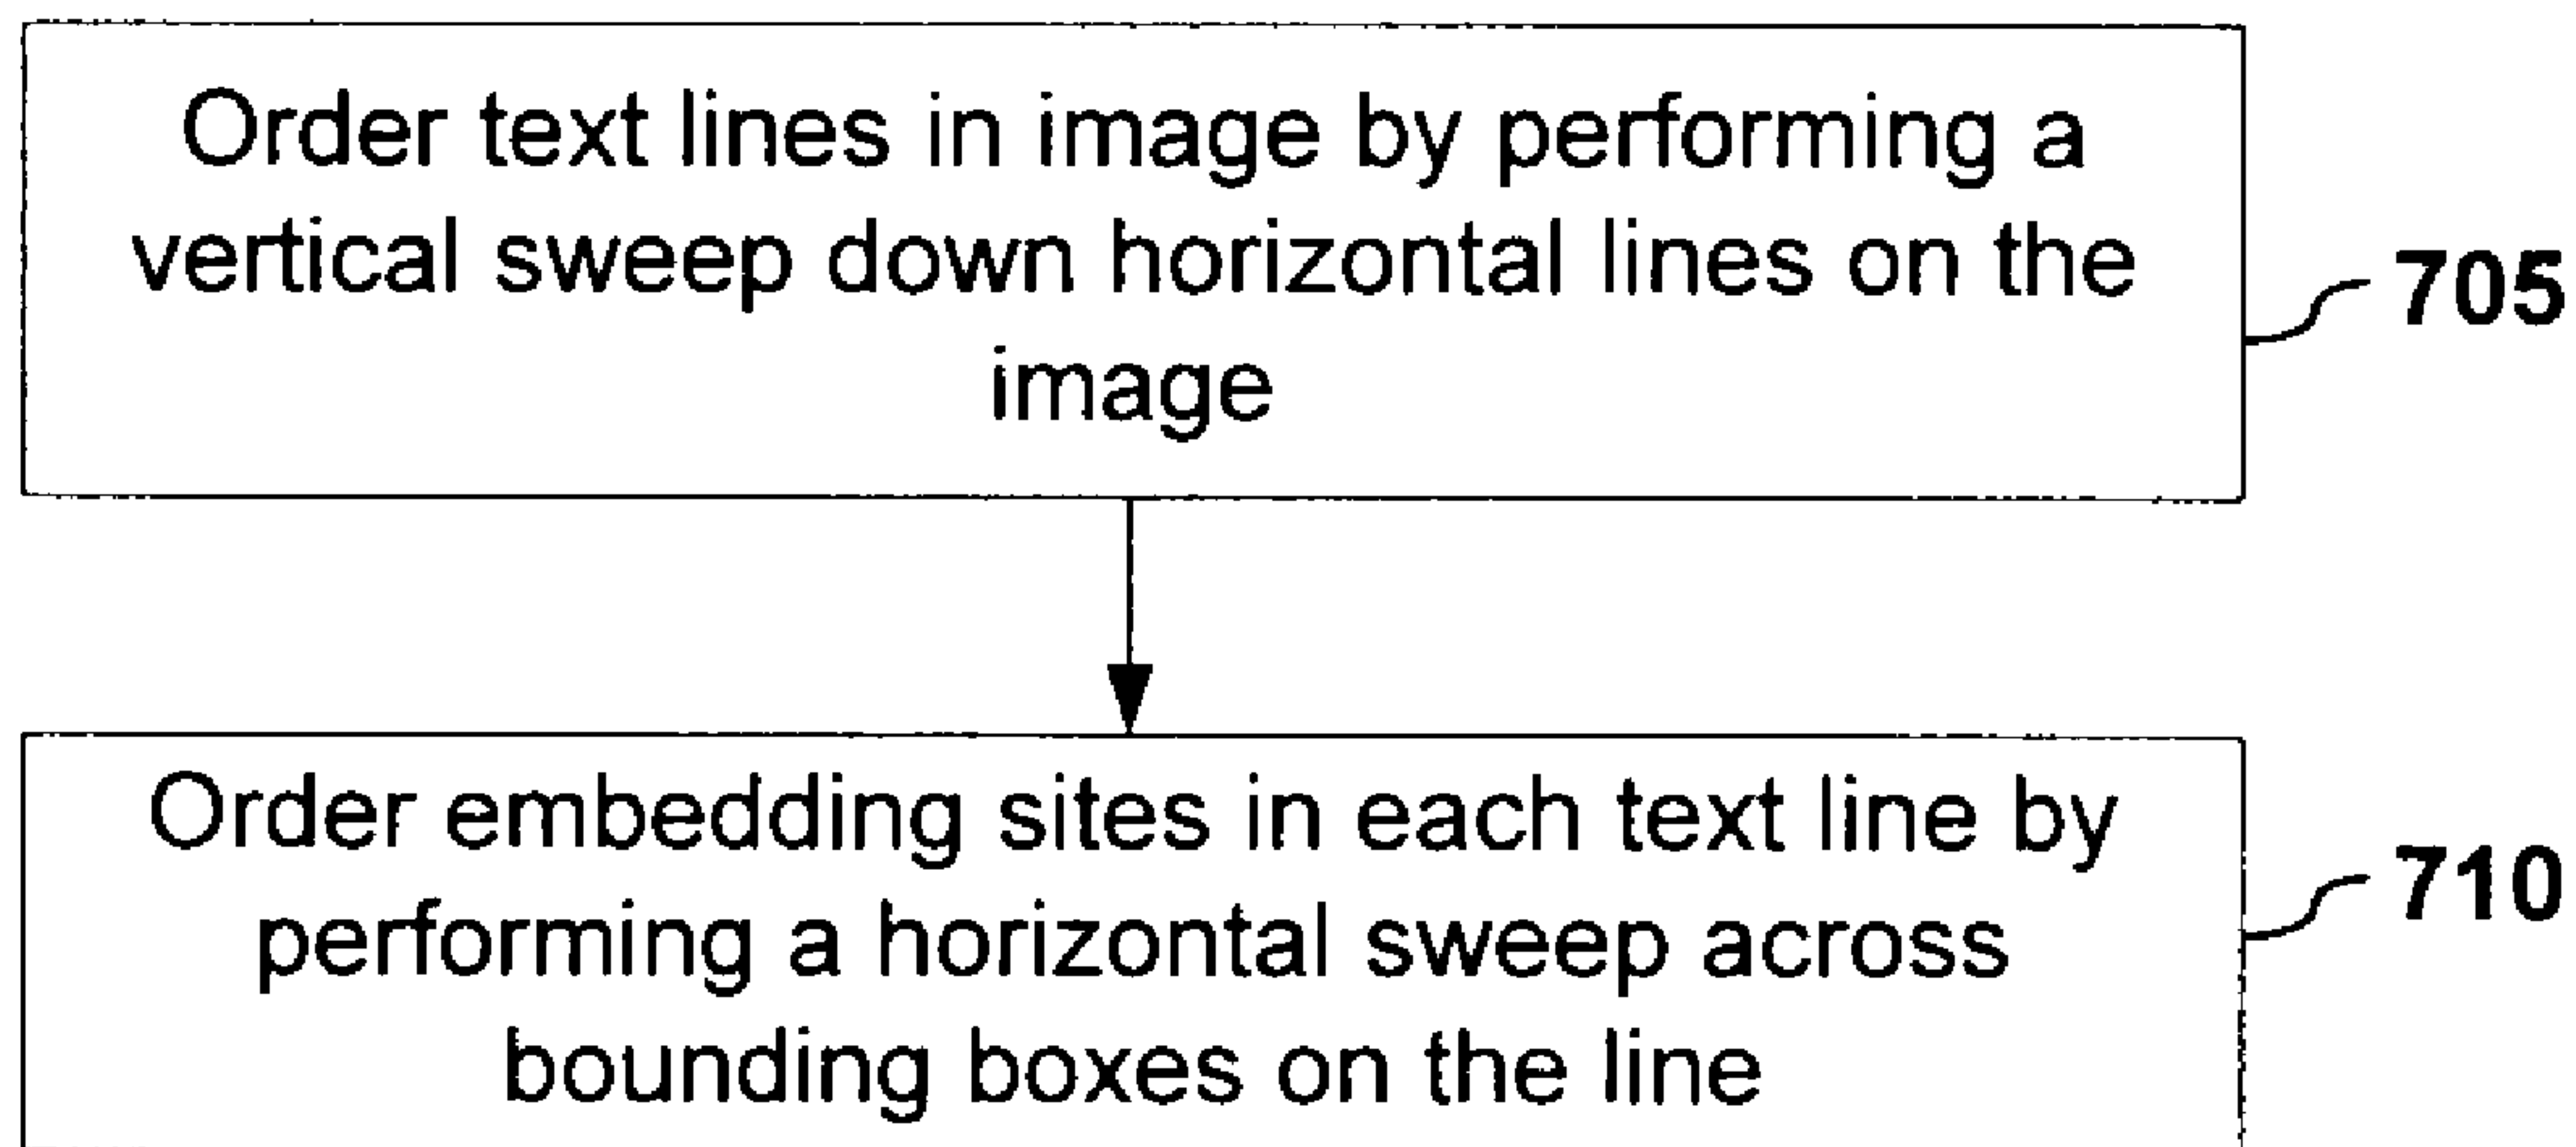 Order text lines in image by performing a
vertical sweep down horizontal lines on the
image
705
Order embedding sites in each text line by
performing a horizontal sweep across
bounding boxes on the line
710